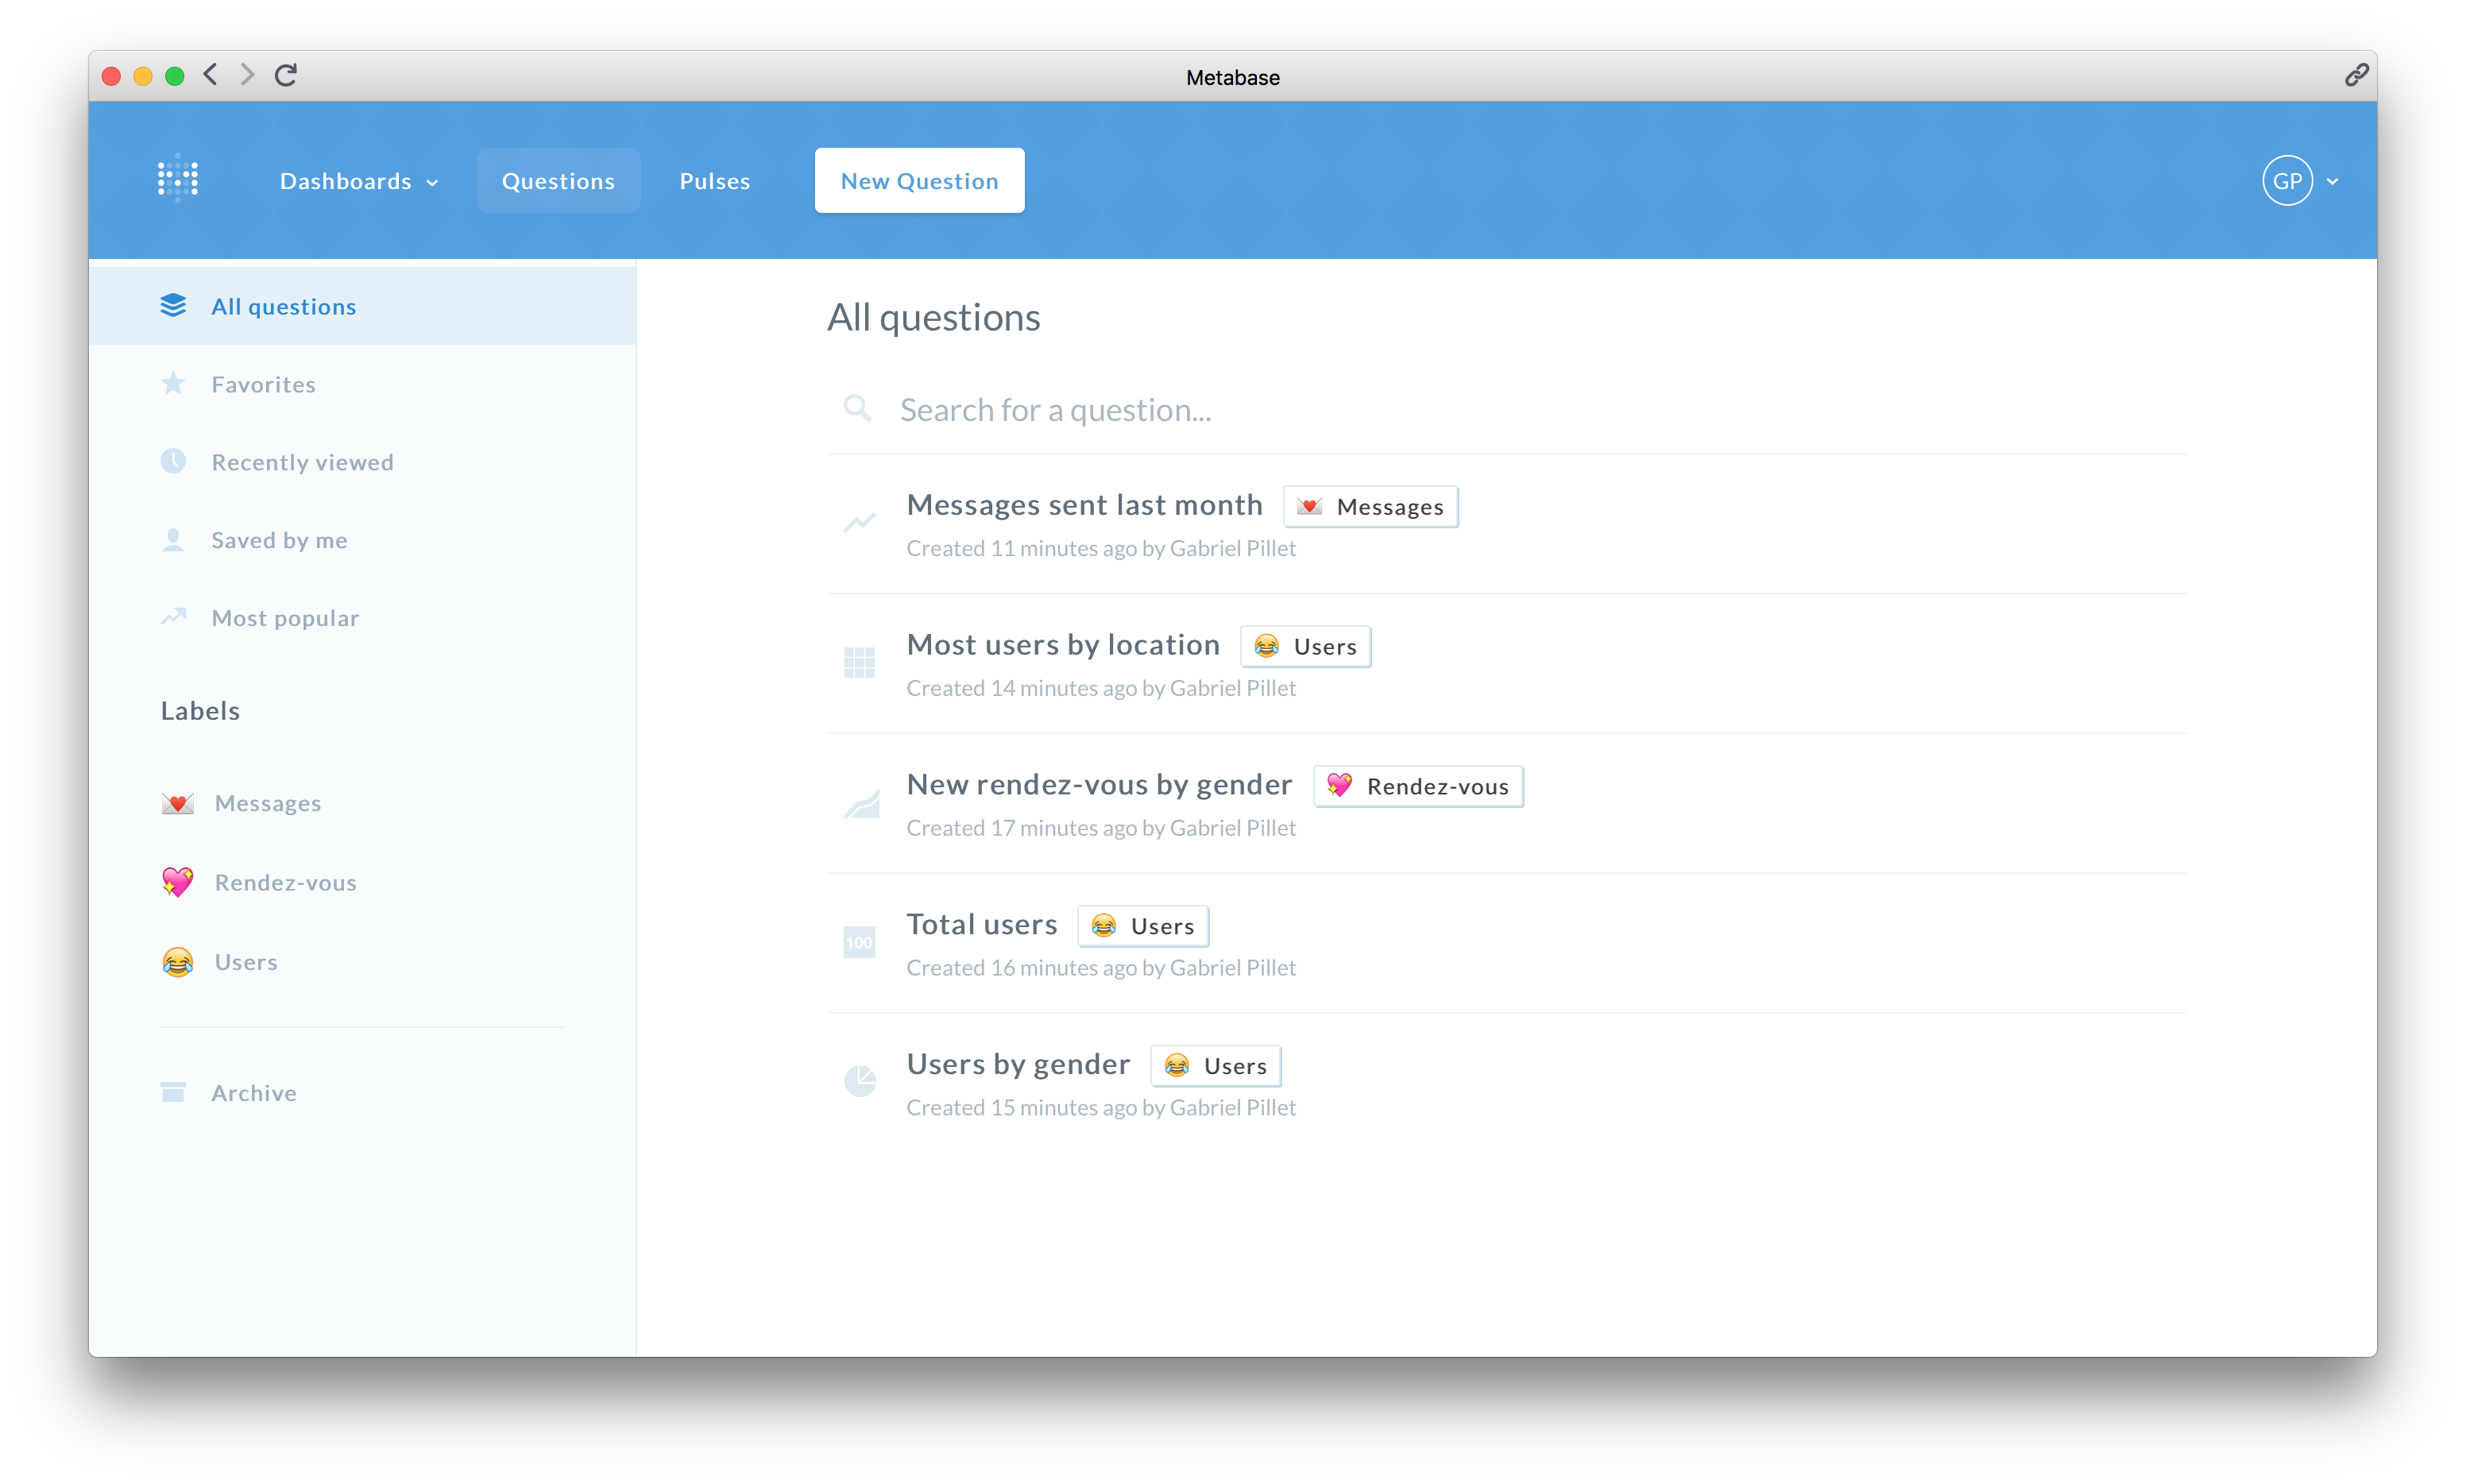 Metabase
Dashboards
Questions
Pulses
New Question
GP
All questions
Favorites
Recently viewed
Saved by me
Most popular
Labels
Messages
Rendez-vous
Users
Archive
All questions
Search for a question...
Messages sent last month Messages
Created 11 minutes ago by Gabriel Pillet
Most users by location Users
Created 14 minutes ago by Gabriel Pillet
New rendez-vous by gender Rendez-vous
Created 17 minutes ago by Gabriel Pillet
100
Total users Users
Created 16 minutes ago by Gabriel Pillet
Users by gender Users
Created 15 minutes ago by Gabriel Pillet